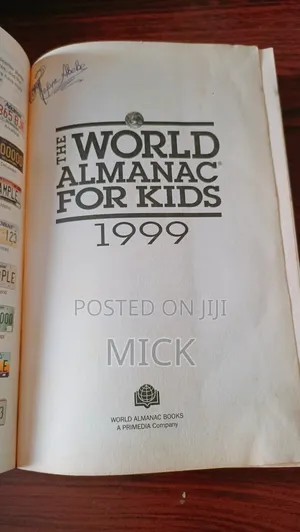 THE WORLD
ALMANAC®
FOR KIDS
1999
POSTED ON JIJI
MICK
WORLD ALMANAC BOOKS
A PRIMEDIA Company